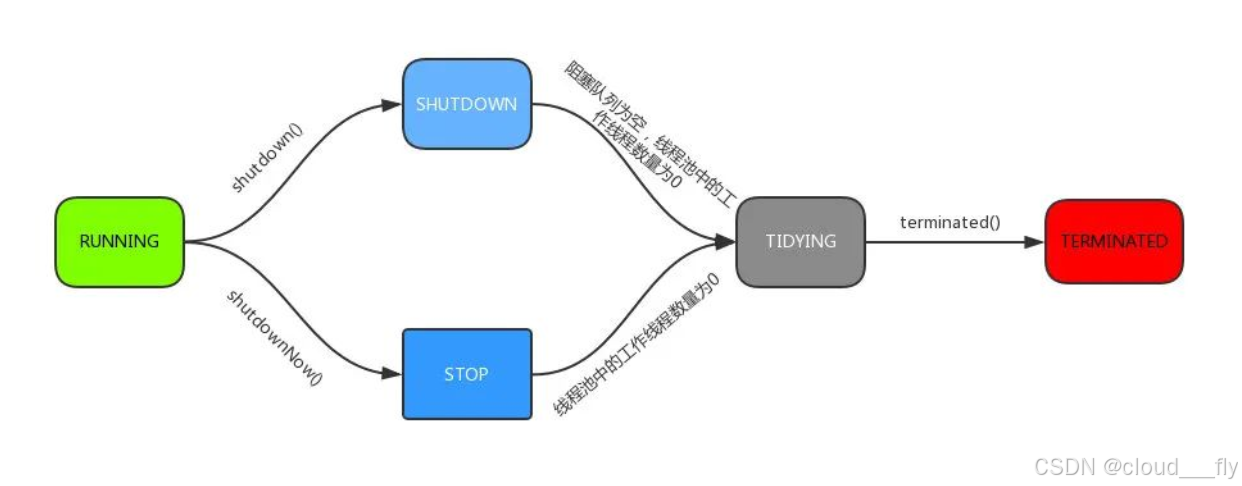 SHUTDOWN
阻塞队列为空，线程池中的工
作线程数量为0
shutdown()
RUNNING
TIDYING
terminated()
TERMINATED
shutdownNow()
STOP
线程池中的工作线程数量为0
CSDN @cloud___fly